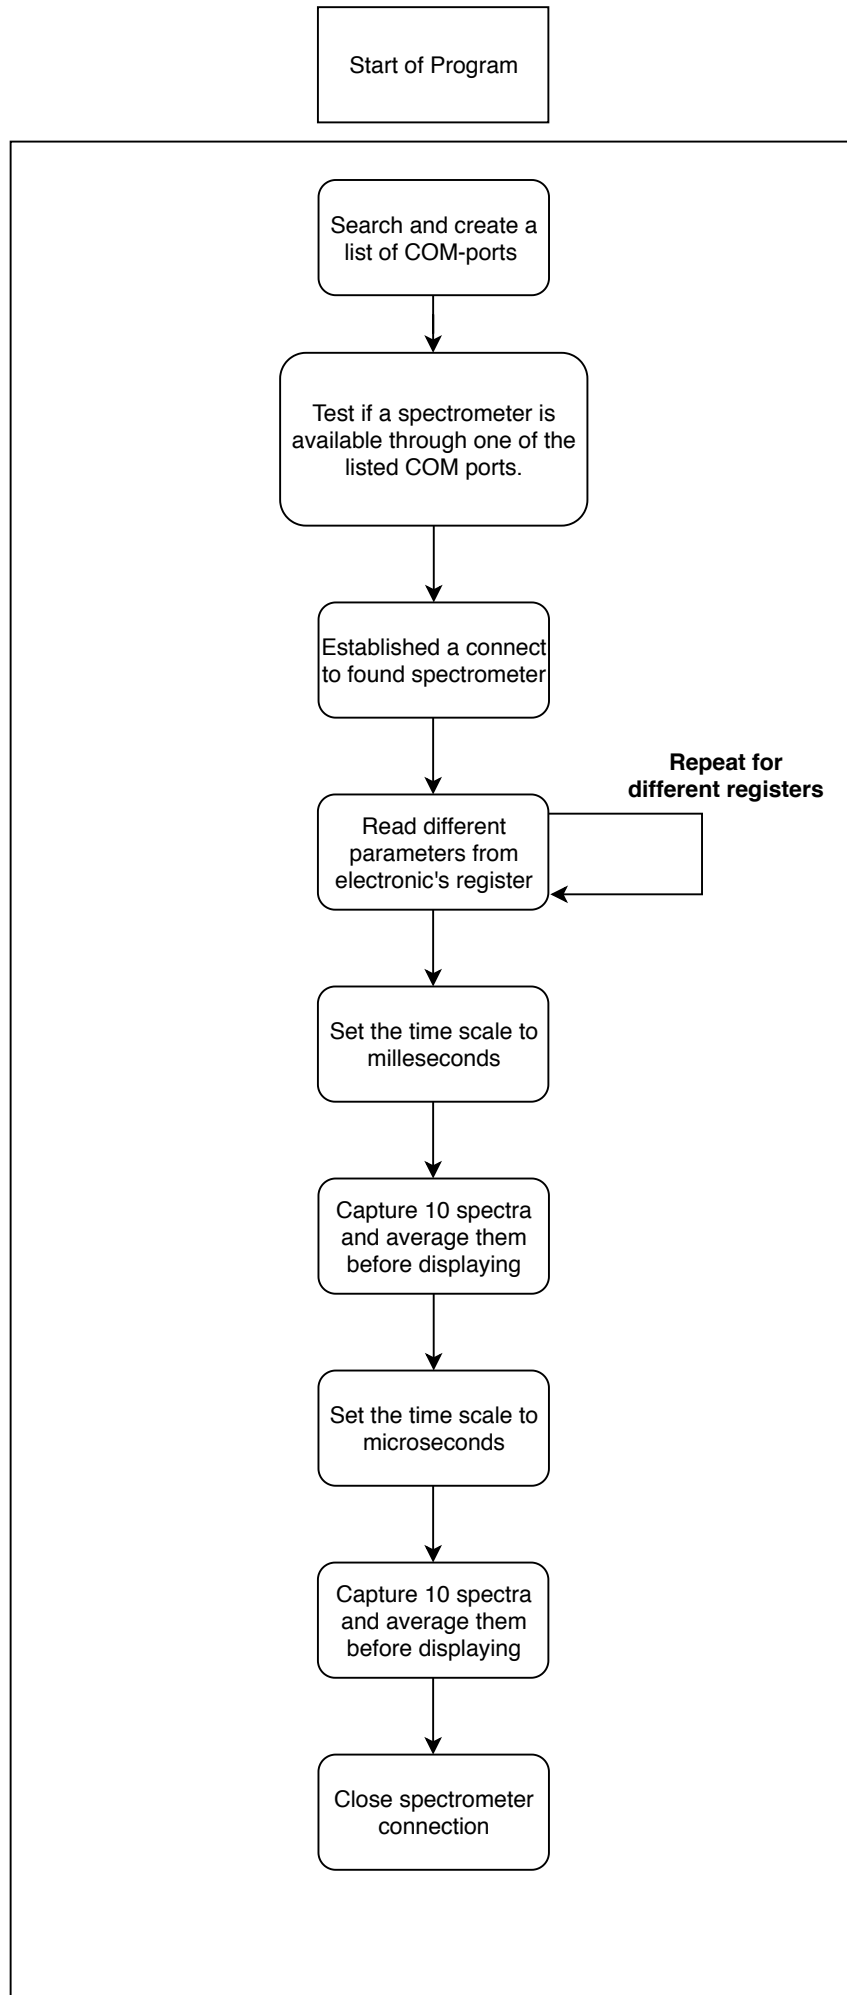 Start of Program
Search and create a
list of COM-ports
Test if a spectrometer is
available through one of the
listed COM ports.
Established a connect
to found spectrometer
Repeat for
different registers
Read different
parameters from
electronic's register
Set the time scale to
milleseconds
Capture 10 spectra
and average them
before displaying
Set the time scale to
microseconds
Capture 10 spectra
and average them
before displaying
Close spectrometer
connection